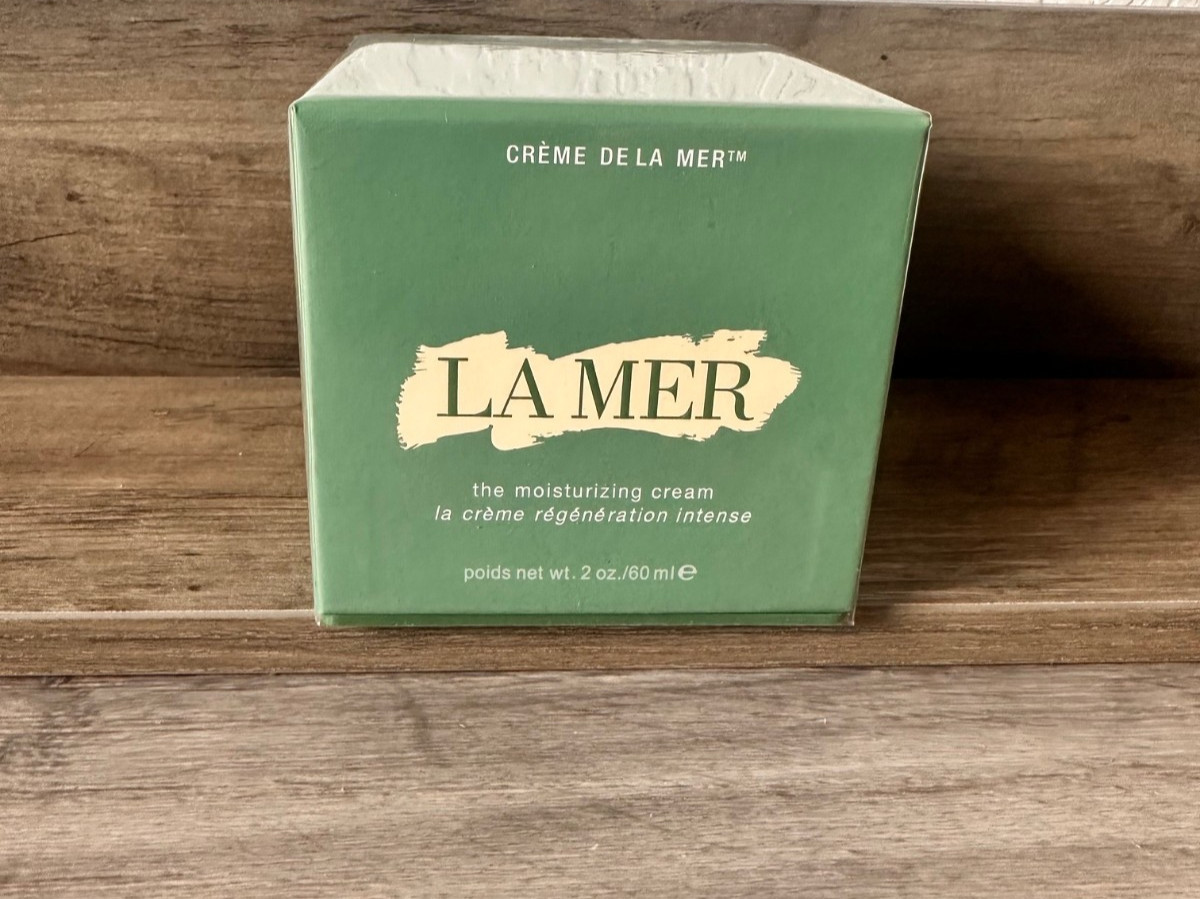 CRÈME DE LA MER™
LA MER
the moisturizing cream
la crème régénération intense
poids net wt. 2 oz./60 ml ℮